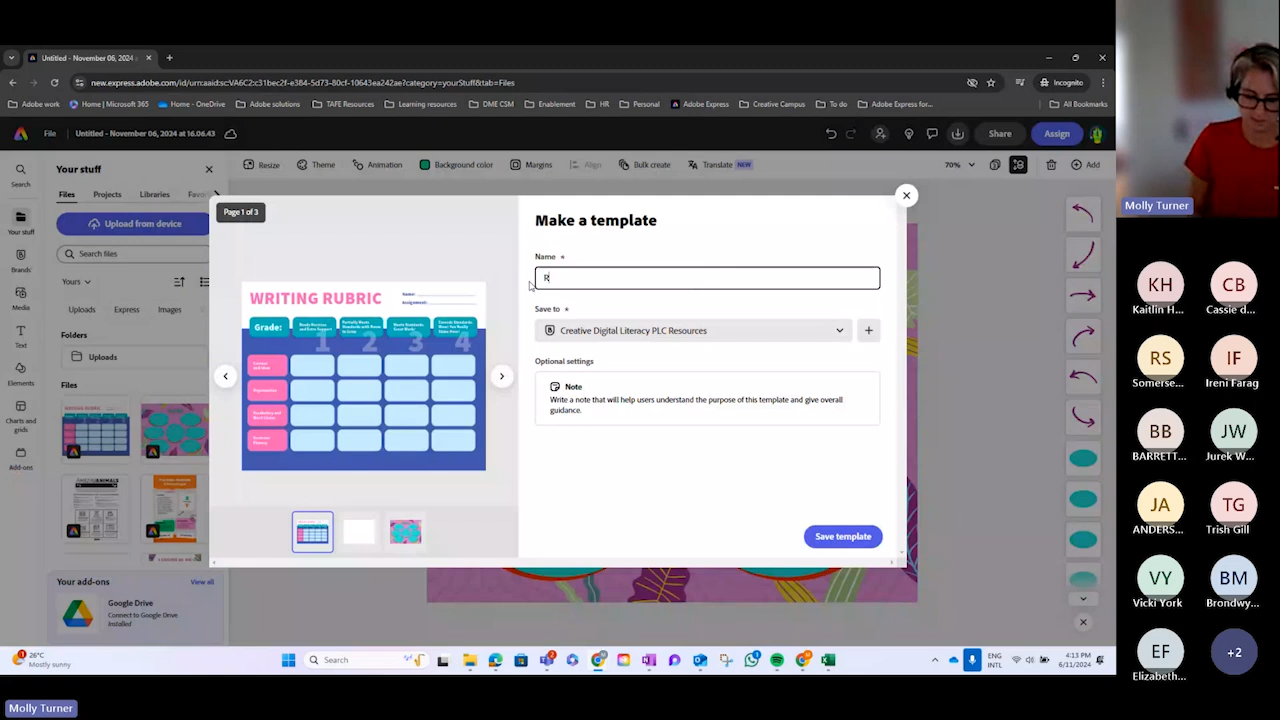 Untitled - November 06, 2024
new.express.adobe.com/id/urn:aaid:sc:VA6C2:c31bec2f-e384-5d73-80cf-10643ea242ae?category=yourStuff&tab=Files
Incognito
Adobe work
Home | Microsoft 365
Home - OneDrive
Adobe solutions
TAFE Resources
Learning resources
DME CSM
Enablement
HR
Personal
Adobe Express
Creative Campus
To do
Adobe Express for...
All Bookmarks
File
Untitled - November 06, 2024 at 16.06.43
Share
Assign
Search
Your stuff
Brands
Media
Text
Elements
Charts and
grids
Add-ons
Your stuff
Files
Projects
Libraries
Upload from device
Search files
Yours
Uploads
Express
Images
Folders
Uploads
Files
Your add-ons
View all
Google Drive
Connect to Google Drive
Installed
Resize
Theme
Animation
Background color
Margins
Align
Bulk create
Translate
NEW
70%
Add
Page 1 of 3
WRITING RUBRIC
Name:
Assignment:
Grade:
1
2
3
4
Make a template
Name *
R
Save to *
Creative Digital Literacy PLC Resources
Optional settings
Note
Write a note that will help users understand the purpose of this template and give overall
guidance.
Save template
26°C
Mostly sunny
Search
ENG
INTL
4:13 PM
6/11/2024
Molly Turner
KH
Kaitlin H...
CB
Cassie d...
RS
Somerse...
IF
Ireni Farag
BB
BARRETT...
JW
Jurek W...
JA
ANDERS...
TG
Trish Gill
VY
Vicki York
BM
Brondwy...
EF
Elizabeth...
+2
Molly Turner